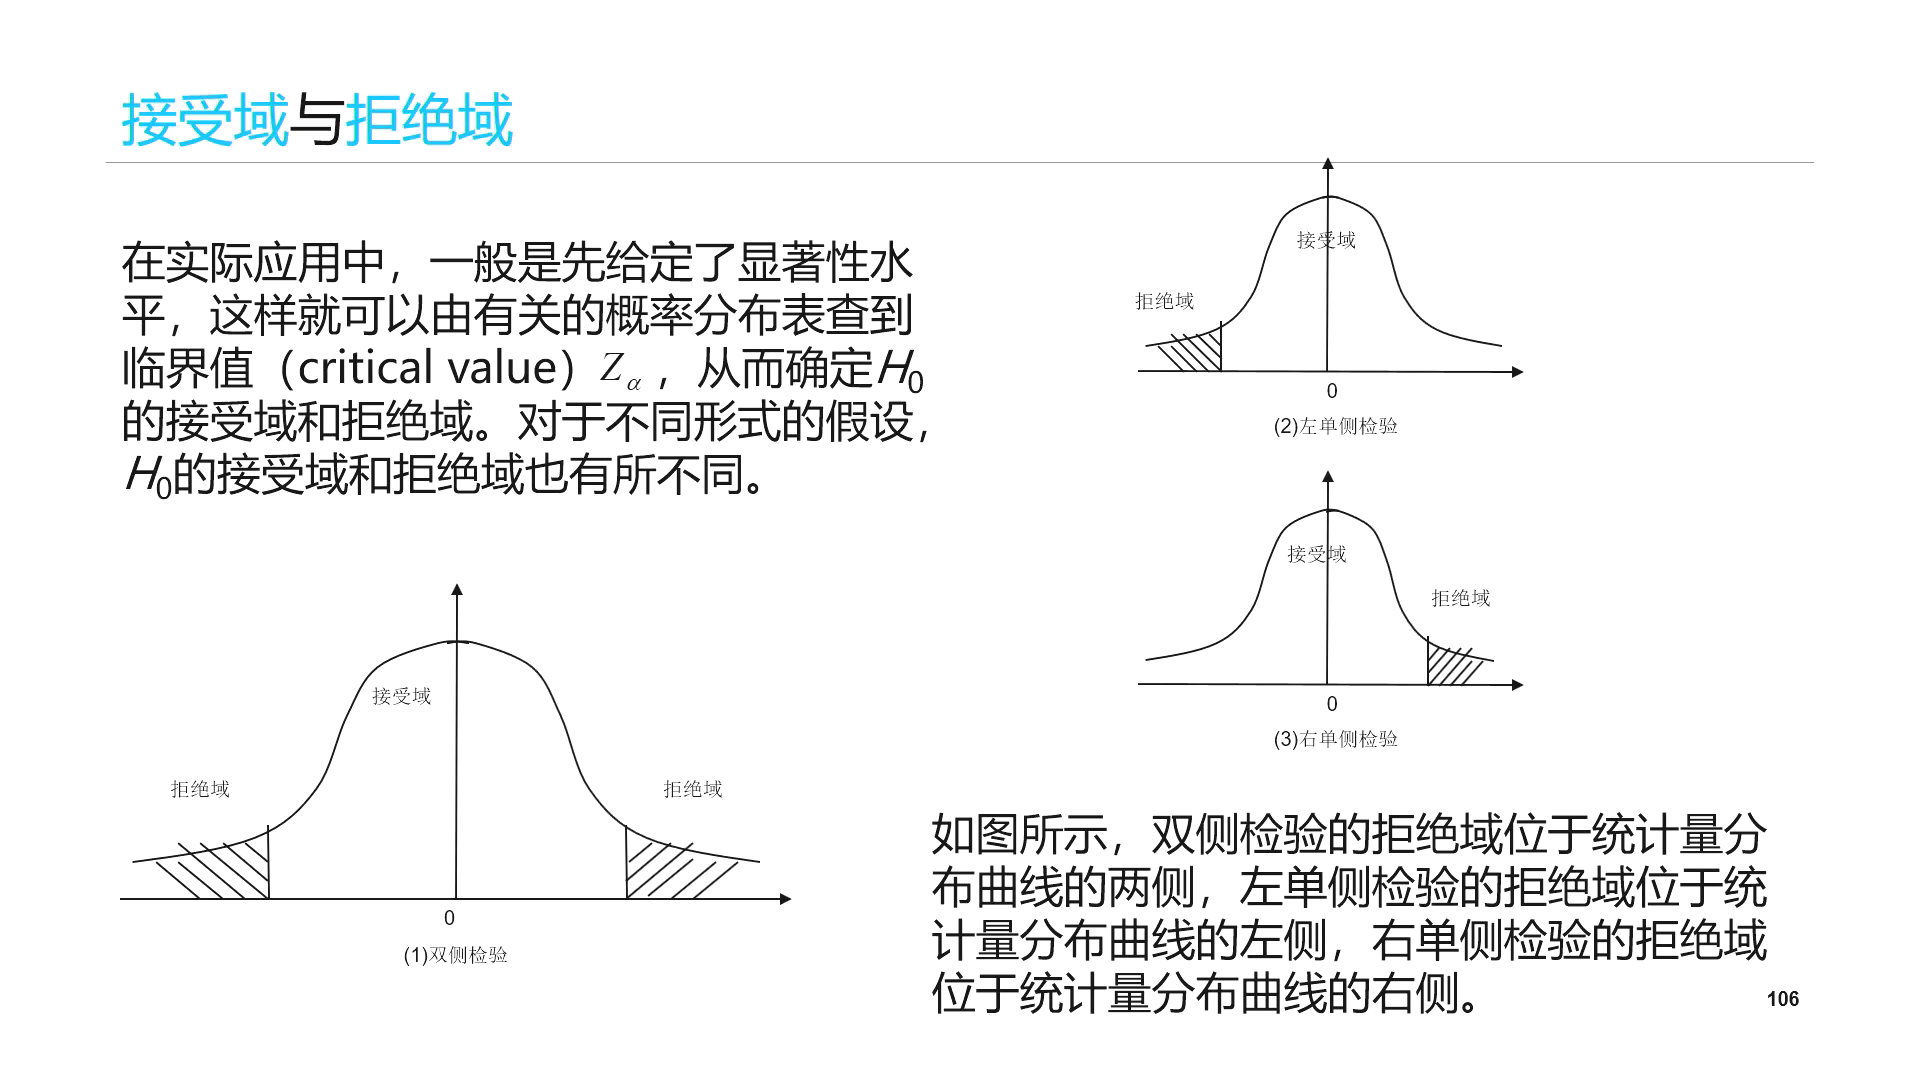 接受域与拒绝域
在实际应用中，一般是先给定了显著性水
平，这样就可以由有关的概率分布表查到
临界值（critical value）Zα，从而确定H0
的接受域和拒绝域。对于不同形式的假设，
H0的接受域和拒绝域也有所不同。
接受域
拒绝域
拒绝域
0
(1)双侧检验
接受域
拒绝域
0
(2)左单侧检验
接受域
拒绝域
0
(3)右单侧检验
如图所示，双侧检验的拒绝域位于统计量分
布曲线的两侧，左单侧检验的拒绝域位于统
计量分布曲线的左侧，右单侧检验的拒绝域
位于统计量分布曲线的右侧。
106